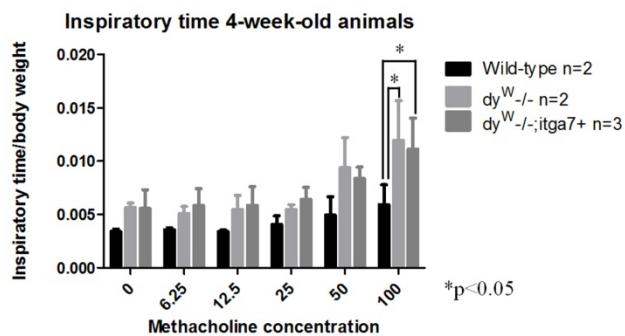 Inspiratory time 4-week-old animals
Inspiratory time/body weight
0.020
0.015
0.010
0.005
0.000
*
*
Wild-type n=2
dyW-/- n=2
dyW-/-;itga7+ n=3
0
6.25
12.5
25
50
100
*p<0.05
Methacholine concentration